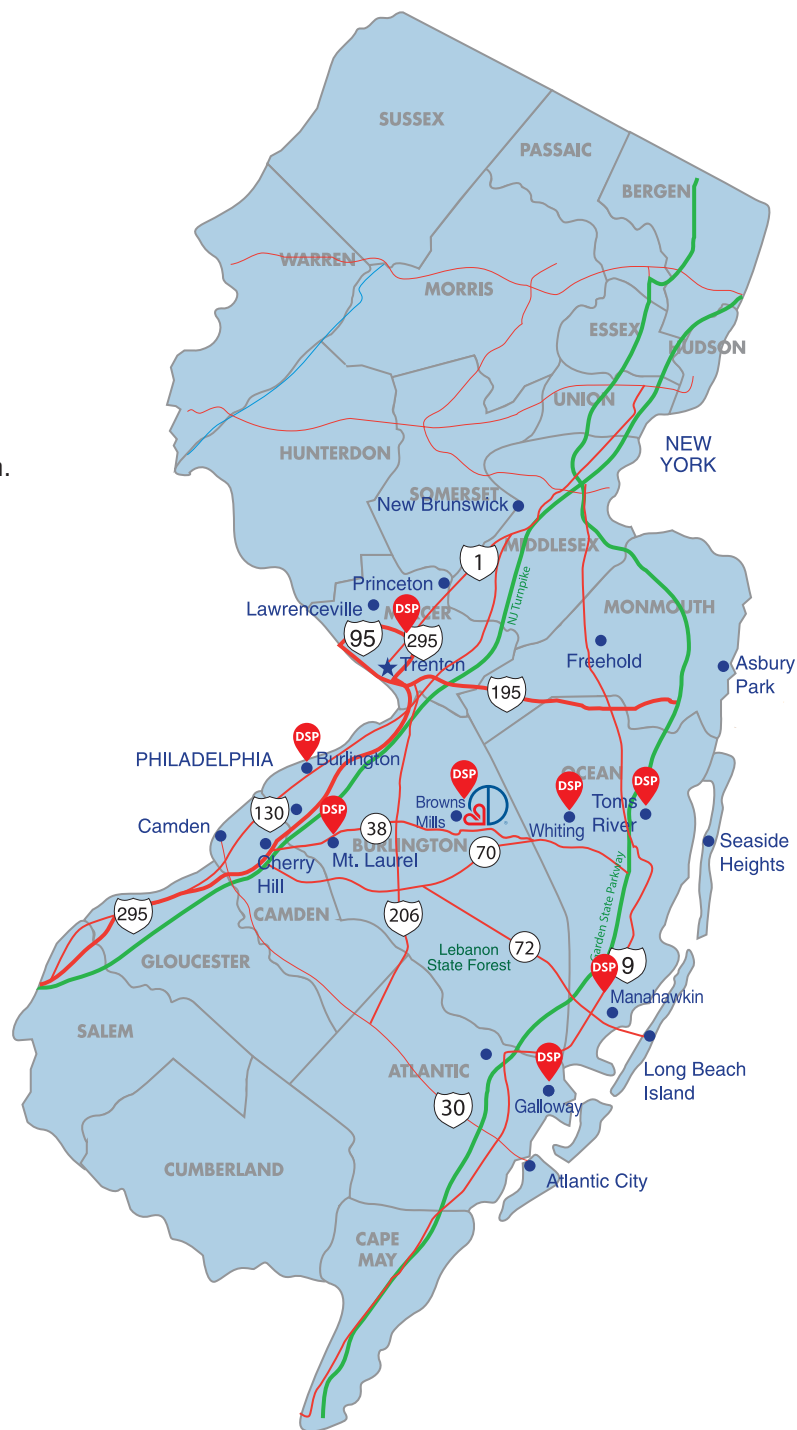 SUSSEX
PASSAIC
BERGEN
WARREN
MORRIS
ESSEX
HUDSON
UNION
NEW
YORK
HUNTERDON
n.
SOMERSET
New Brunswick
MIDDLESEX
1
NJ Turnpike
Princeton
Lawrenceville
MERCER
DSP
MONMOUTH
95
295
Freehold
Asbury
Park
Trenton
195
DSP
PHILADELPHIA
Burlington
DSP
OCEAN
DSP
DSP
Browns
Mills
Whiting
Toms
River
130
DSP
38
Camden
Cherry
Hill
Mt. Laurel
BURLINGTON
70
Seaside
Heights
CAMDEN
295
206
Garden State Parkway
GLOUCESTER
Lebanon
State Forest
72
DSP
9
Manahawkin
SALEM
DSP
ATLANTIC
Long Beach
Island
30
Galloway
CUMBERLAND
Atlantic City
CAPE
MAY